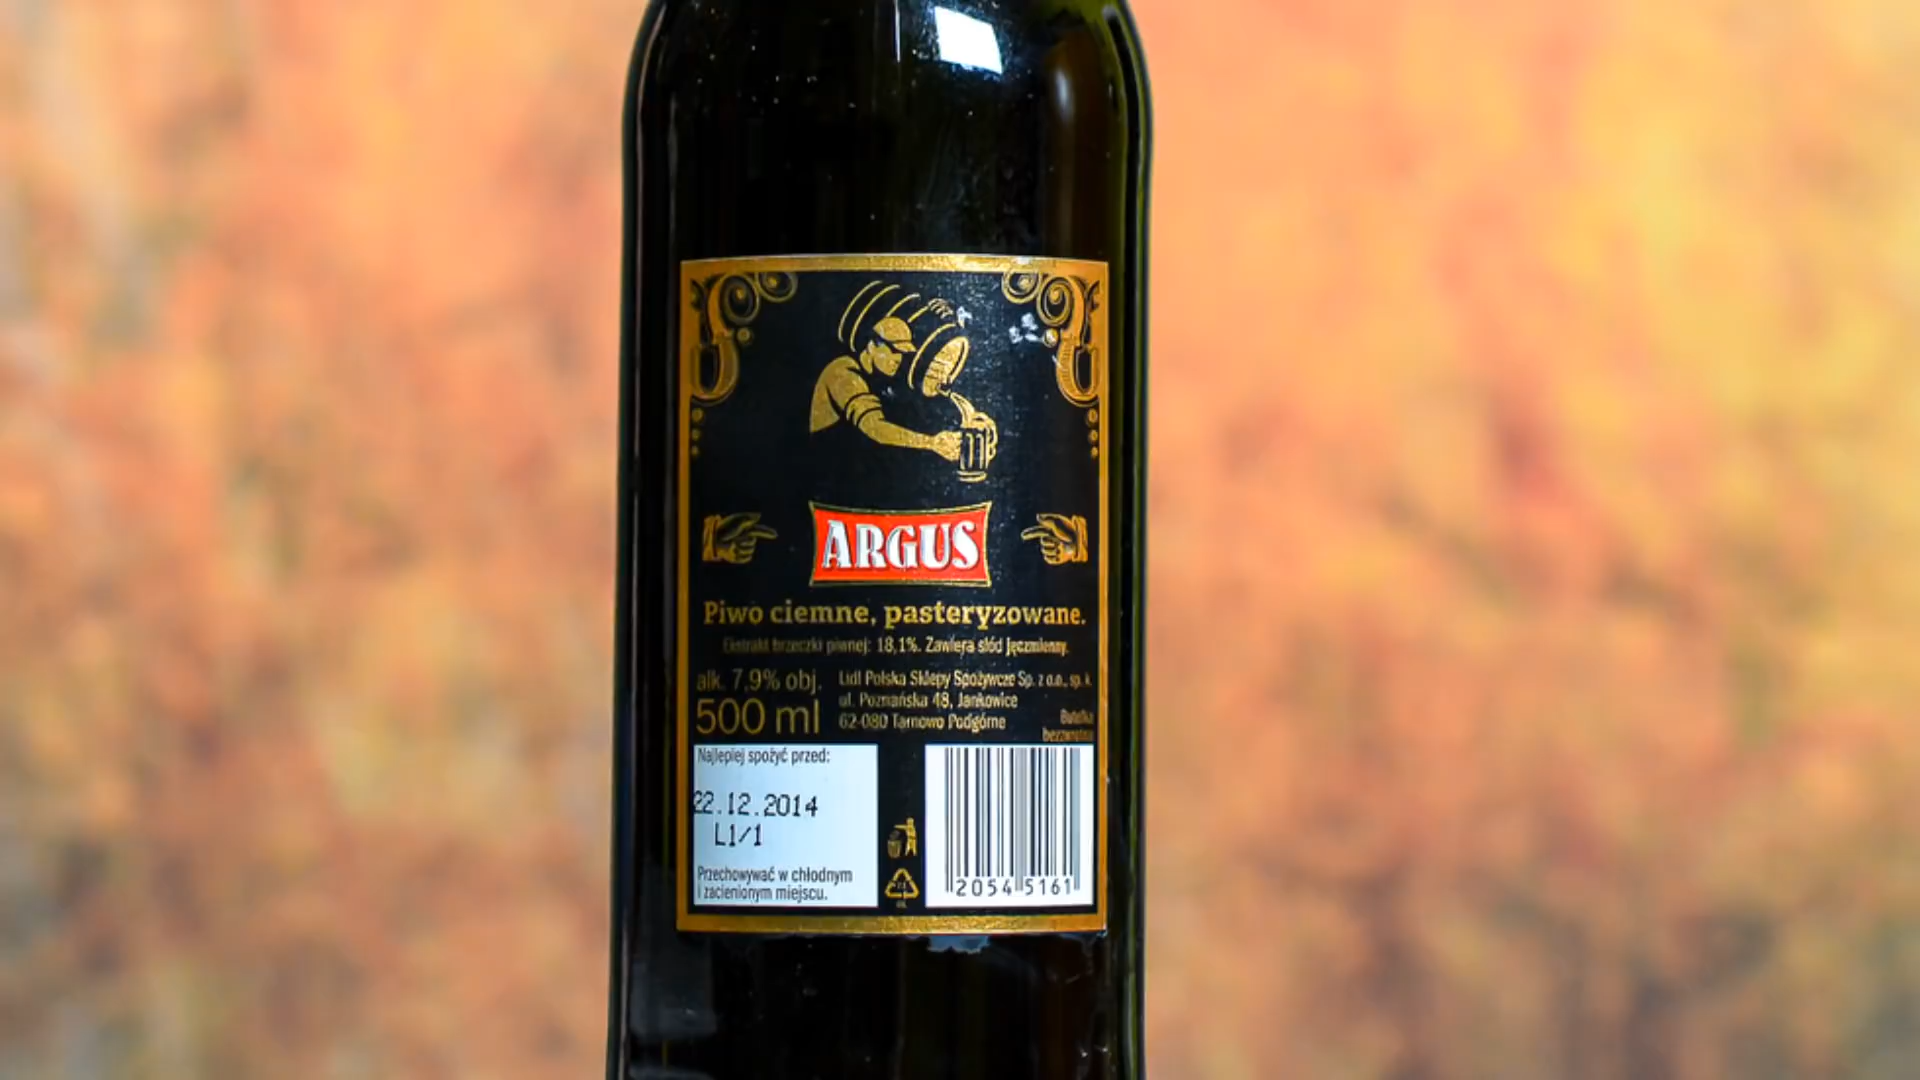 ARGUS
Piwo ciemne, pasteryzowane.
Ekstrakt brzeczki piwnej: 18,1%. Zawiera słód jęczmienny.
alk. 7,9% obj.
500 ml
Lidl Polska Sklepy Spożywcze Sp. z o.o., sp. k.
ul. Poznańska 48, Jankowice
62-080 Tarnowo Podgórne
Butelka
bezzwrotna
Najlepiej spożyć przed:
22.12.2014
L1/1
Przechowywać w chłodnym
i zacienionym miejscu.
2054 5161